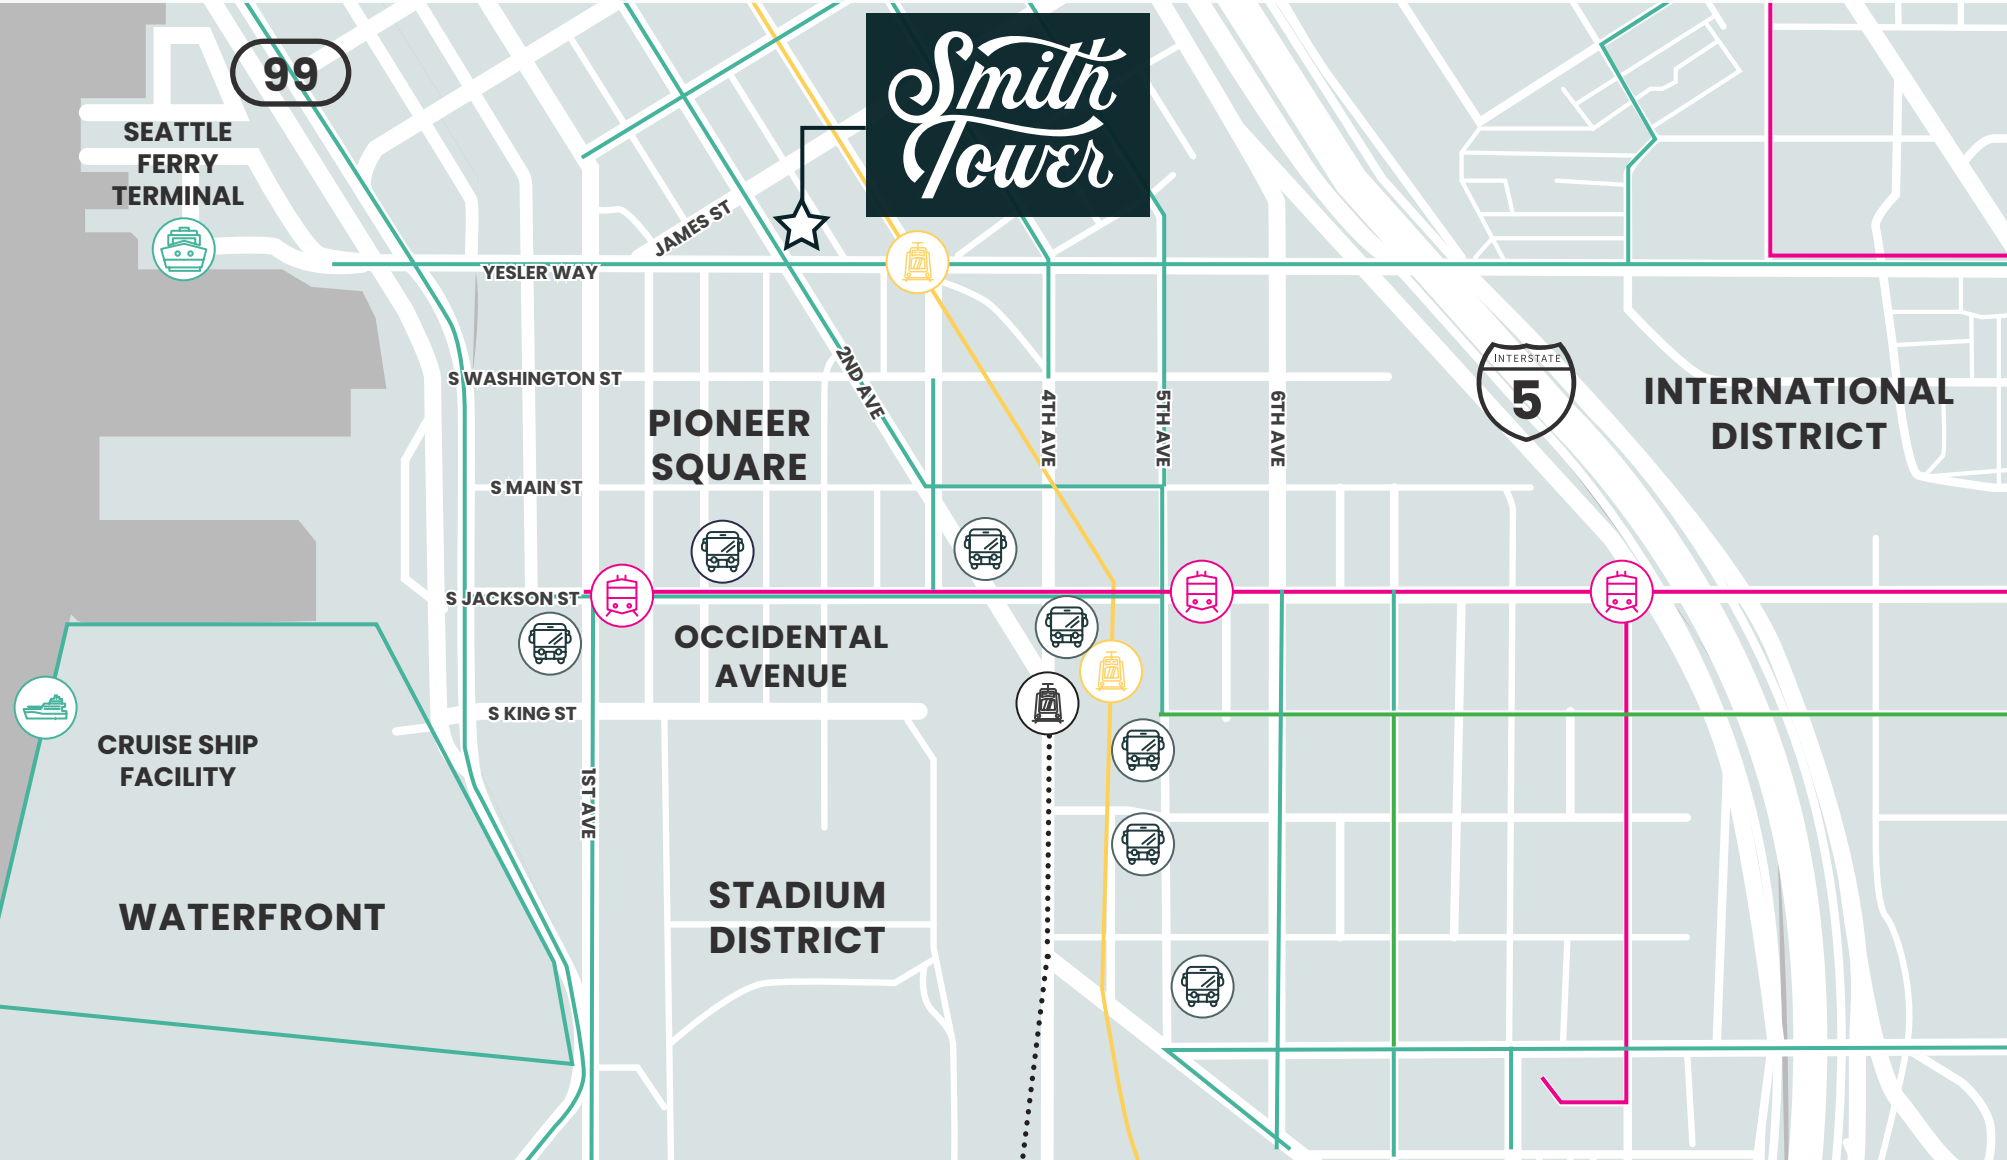 99
Smith
Tower
SEATTLE
FERRY
TERMINAL
JAMES ST
YESLER WAY
2ND AVE
INTERSTATE
5
S WASHINGTON ST
INTERNATIONAL
DISTRICT
4TH AVE
5TH AVE
6TH AVE
PIONEER
SQUARE
S MAIN ST
S JACKSON ST
OCCIDENTAL
AVENUE
S KING ST
CRUISE SHIP
FACILITY
1ST AVE
WATERFRONT
STADIUM
DISTRICT